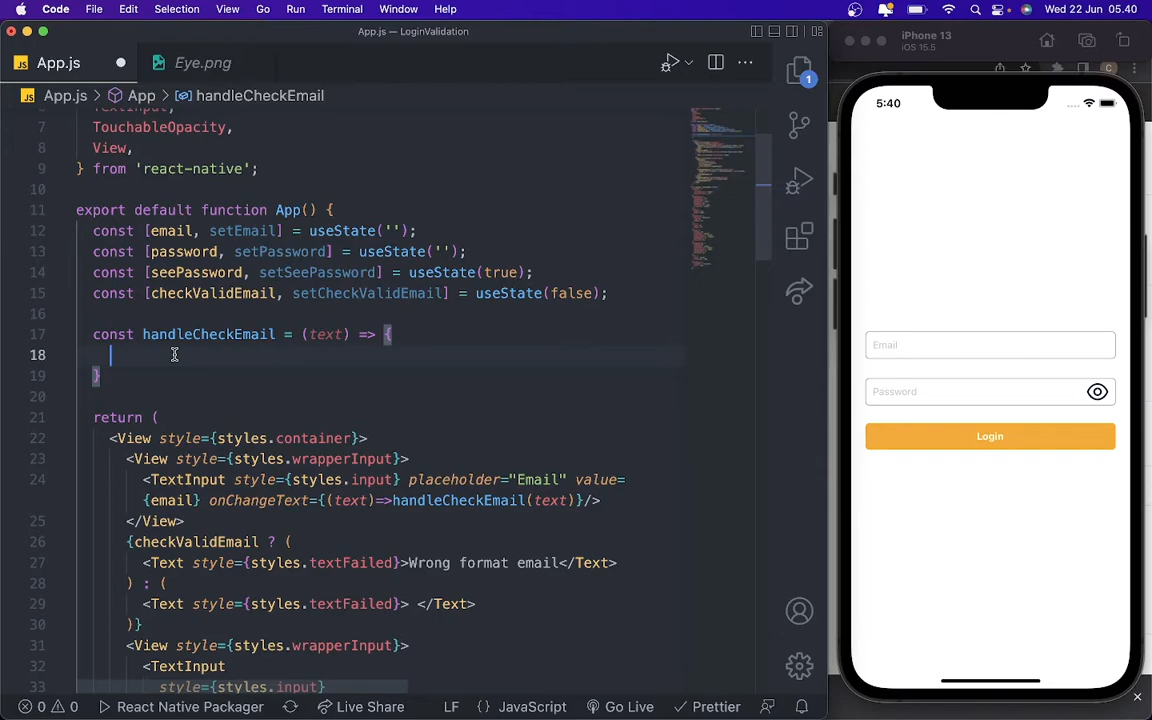 Code File Edit Selection View Go Run Terminal Window Help Wed 22 Jun 05.40
App.js — LoginValidation
JS App.js Eye.png
JS App.js > App > handleCheckEmail
7 TouchableOpacity,
8 View,
9 } from 'react-native';
10
11 export default function App() {
12 const [email, setEmail] = useState('');
13 const [password, setPassword] = useState('');
14 const [seePassword, setSeePassword] = useState(true);
15 const [checkValidEmail, setCheckValidEmail] = useState(false);
16
17 const handleCheckEmail = (text) => {
18
19 }
20
21 return (
22 <View style={styles.container}>
23 <View style={styles.wrapperInput}>
24 <TextInput style={styles.input} placeholder="Email" value=
{email} onChangeText={(text)=>handleCheckEmail(text)}/>
25 </View>
26 {checkValidEmail ? (
27 <Text style={styles.textFailed}>Wrong format email</Text>
28 ) : (
29 <Text style={styles.textFailed}> </Text>
30 )}
31 <View style={styles.wrapperInput}>
32 <TextInput
33 style={styles.input}
0 0 React Native Packager Live Share LF { } JavaScript Go Live Prettier
1
iPhone 13
iOS 15.5
5:40
Email
Password
Login